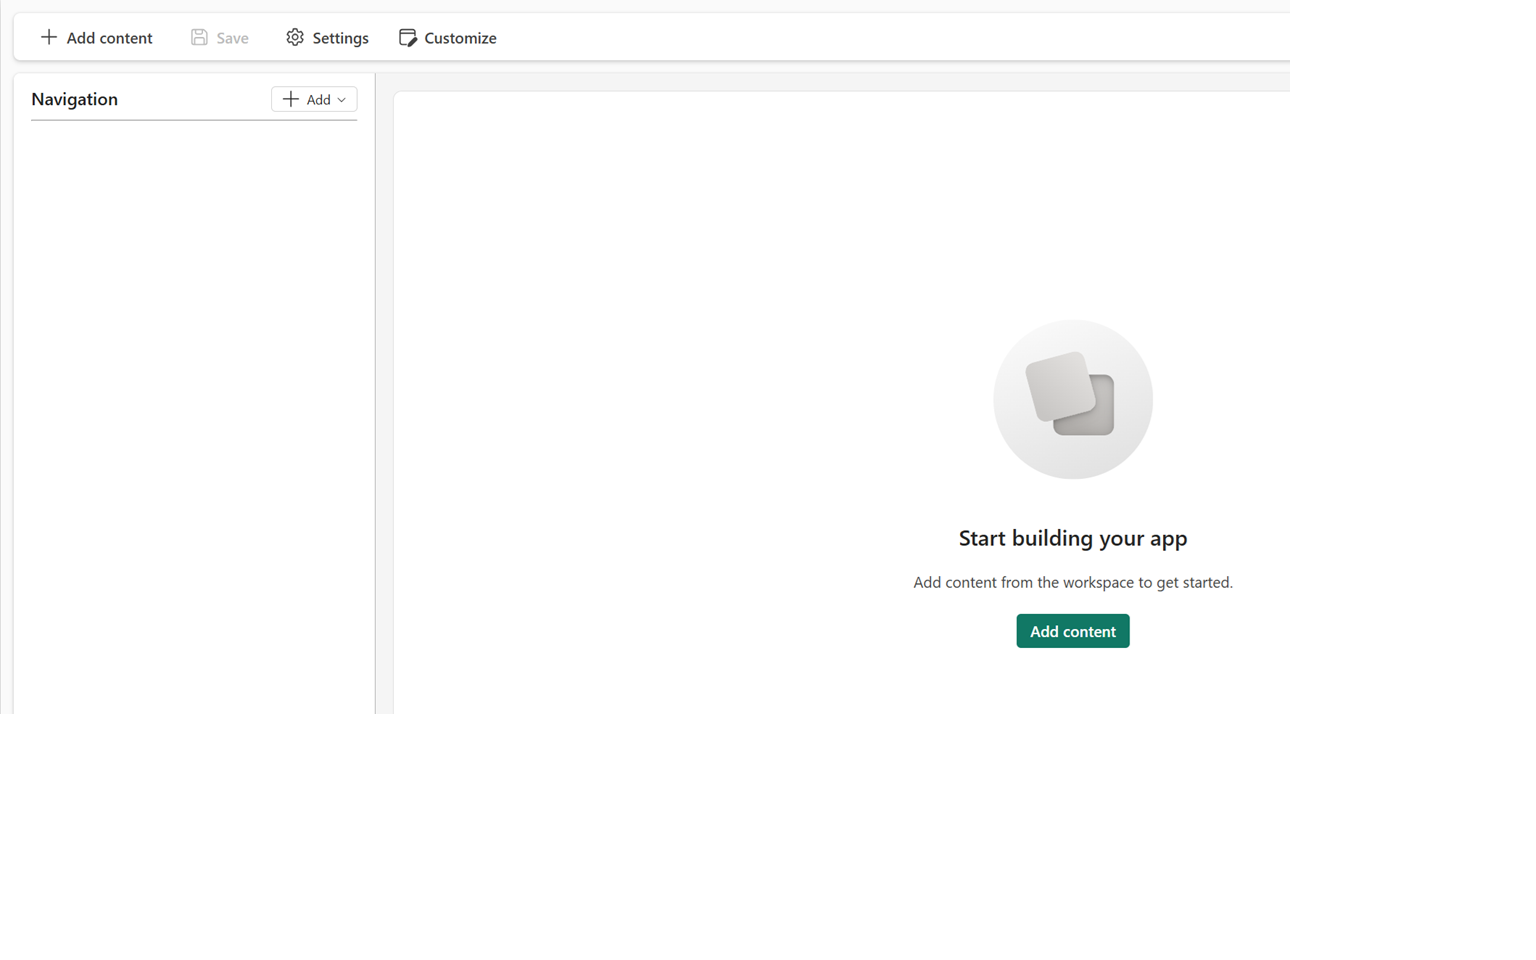 Add content Save Settings Customize
Navigation Add
Start building your app
Add content from the workspace to get started.
Add content